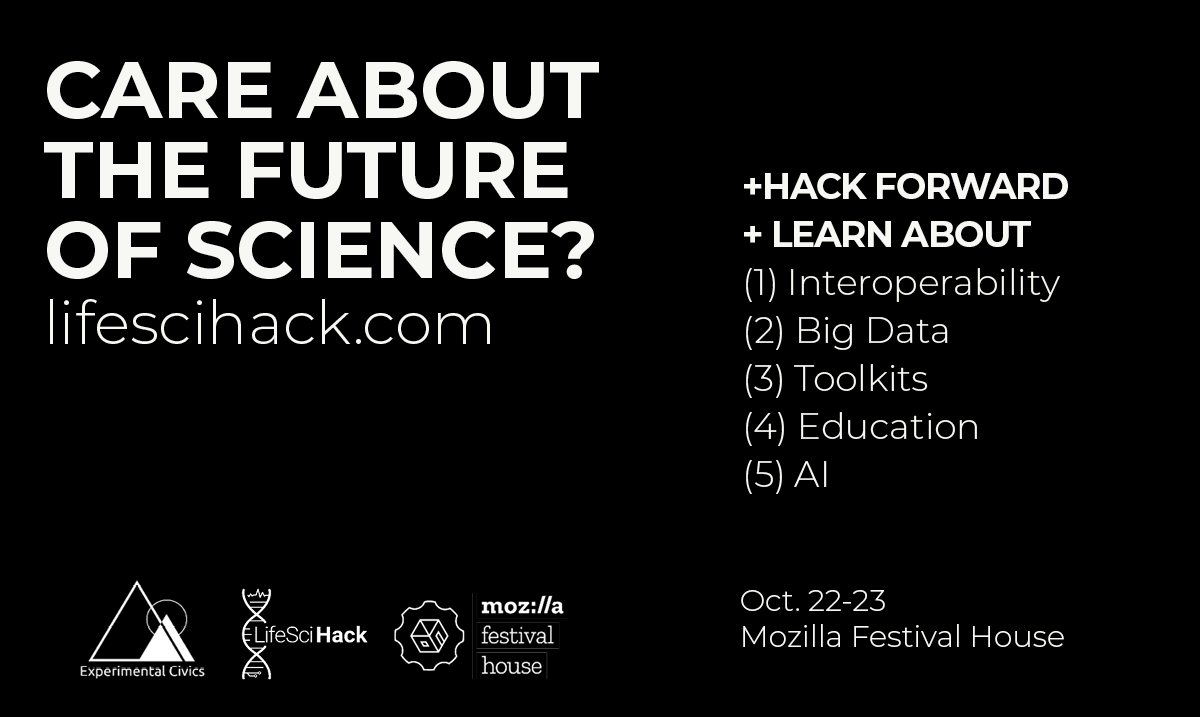 CARE ABOUT
THE FUTURE
OF SCIENCE?
lifescihack.com
+HACK FORWARD
+ LEARN ABOUT
(1) Interoperability
(2) Big Data
(3) Toolkits
(4) Education
(5) AI
Experimental Civics
LifeSciHack
moz://a
festival
house
Oct. 22-23
Mozilla Festival House